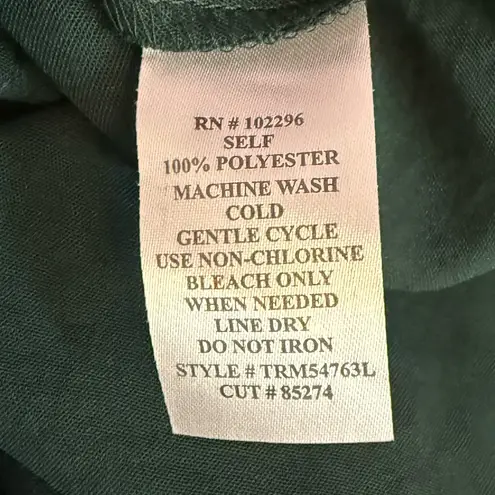 RN # 102296
SELF
100% POLYESTER
MACHINE WASH
COLD
GENTLE CYCLE
USE NON-CHLORINE
BLEACH ONLY
WHEN NEEDED
LINE DRY
DO NOT IRON
STYLE # TRM54763L
CUT # 85274